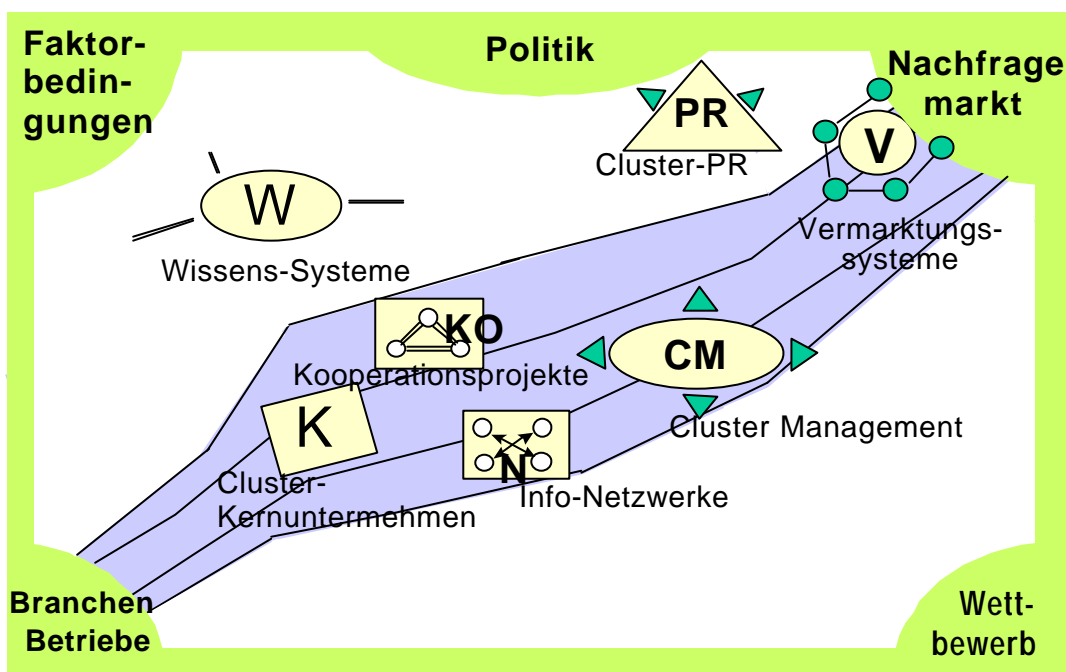 Faktor-
bedin-
gungen
Politik
Nachfrage
markt
PR
Cluster-PR
V
Vermarktungs-
systeme
W
Wissens-Systeme
KO
Kooperationsprojekte
CM
Cluster Management
K
Cluster-
Kernuntermehmen
N
Info-Netzwerke
Branchen
Betriebe
Wett-
bewerb